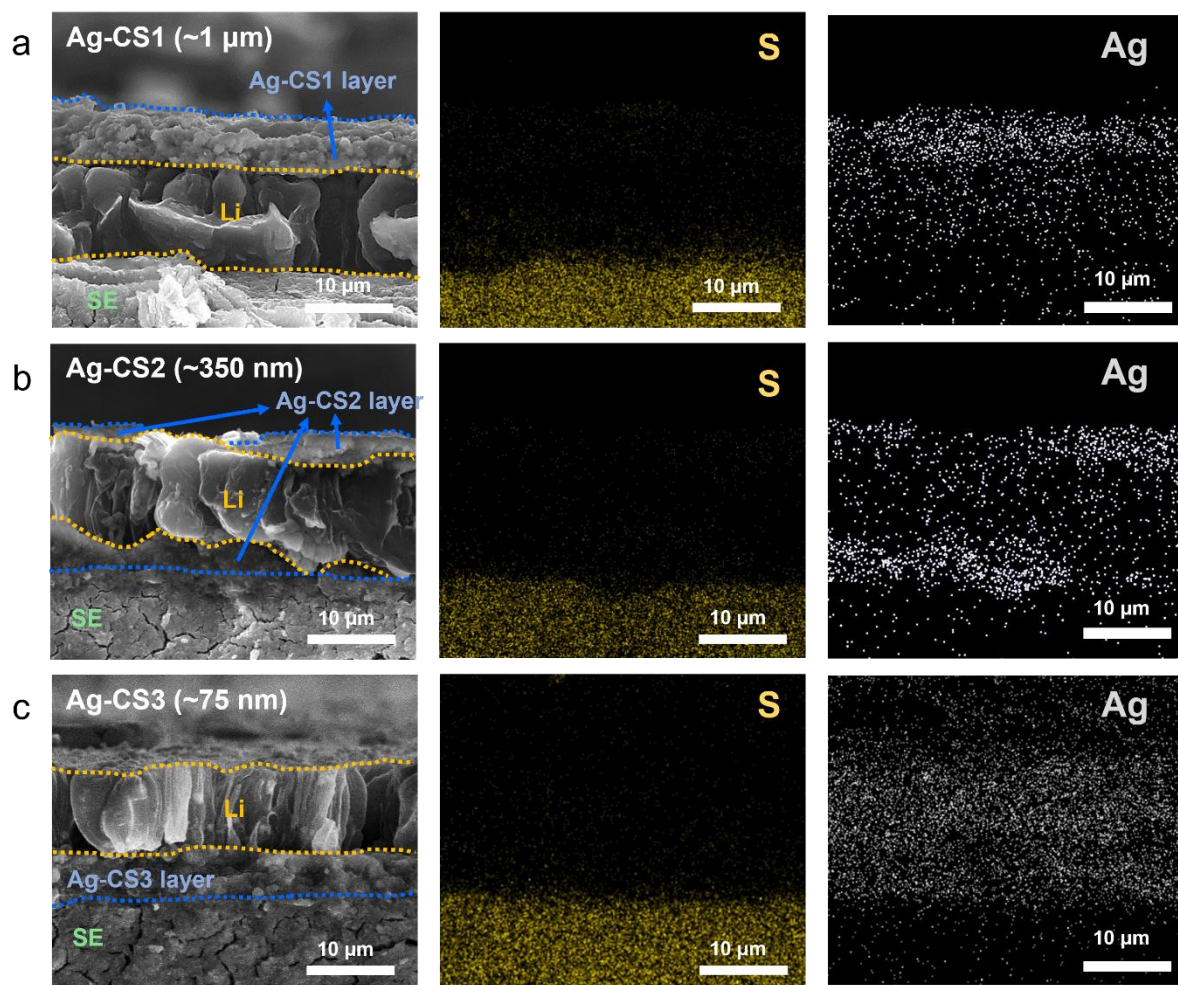 a
Ag-CS1 (~1 µm)
Ag-CS1 layer
Li
SE
10 µm
S
10 µm
Ag
10 µm
b
Ag-CS2 (~350 nm)
Ag-CS2 layer
Li
SE
10 µm
S
10 µm
Ag
10 µm
c
Ag-CS3 (~75 nm)
Li
Ag-CS3 layer
SE
10 µm
S
10 µm
Ag
10 µm